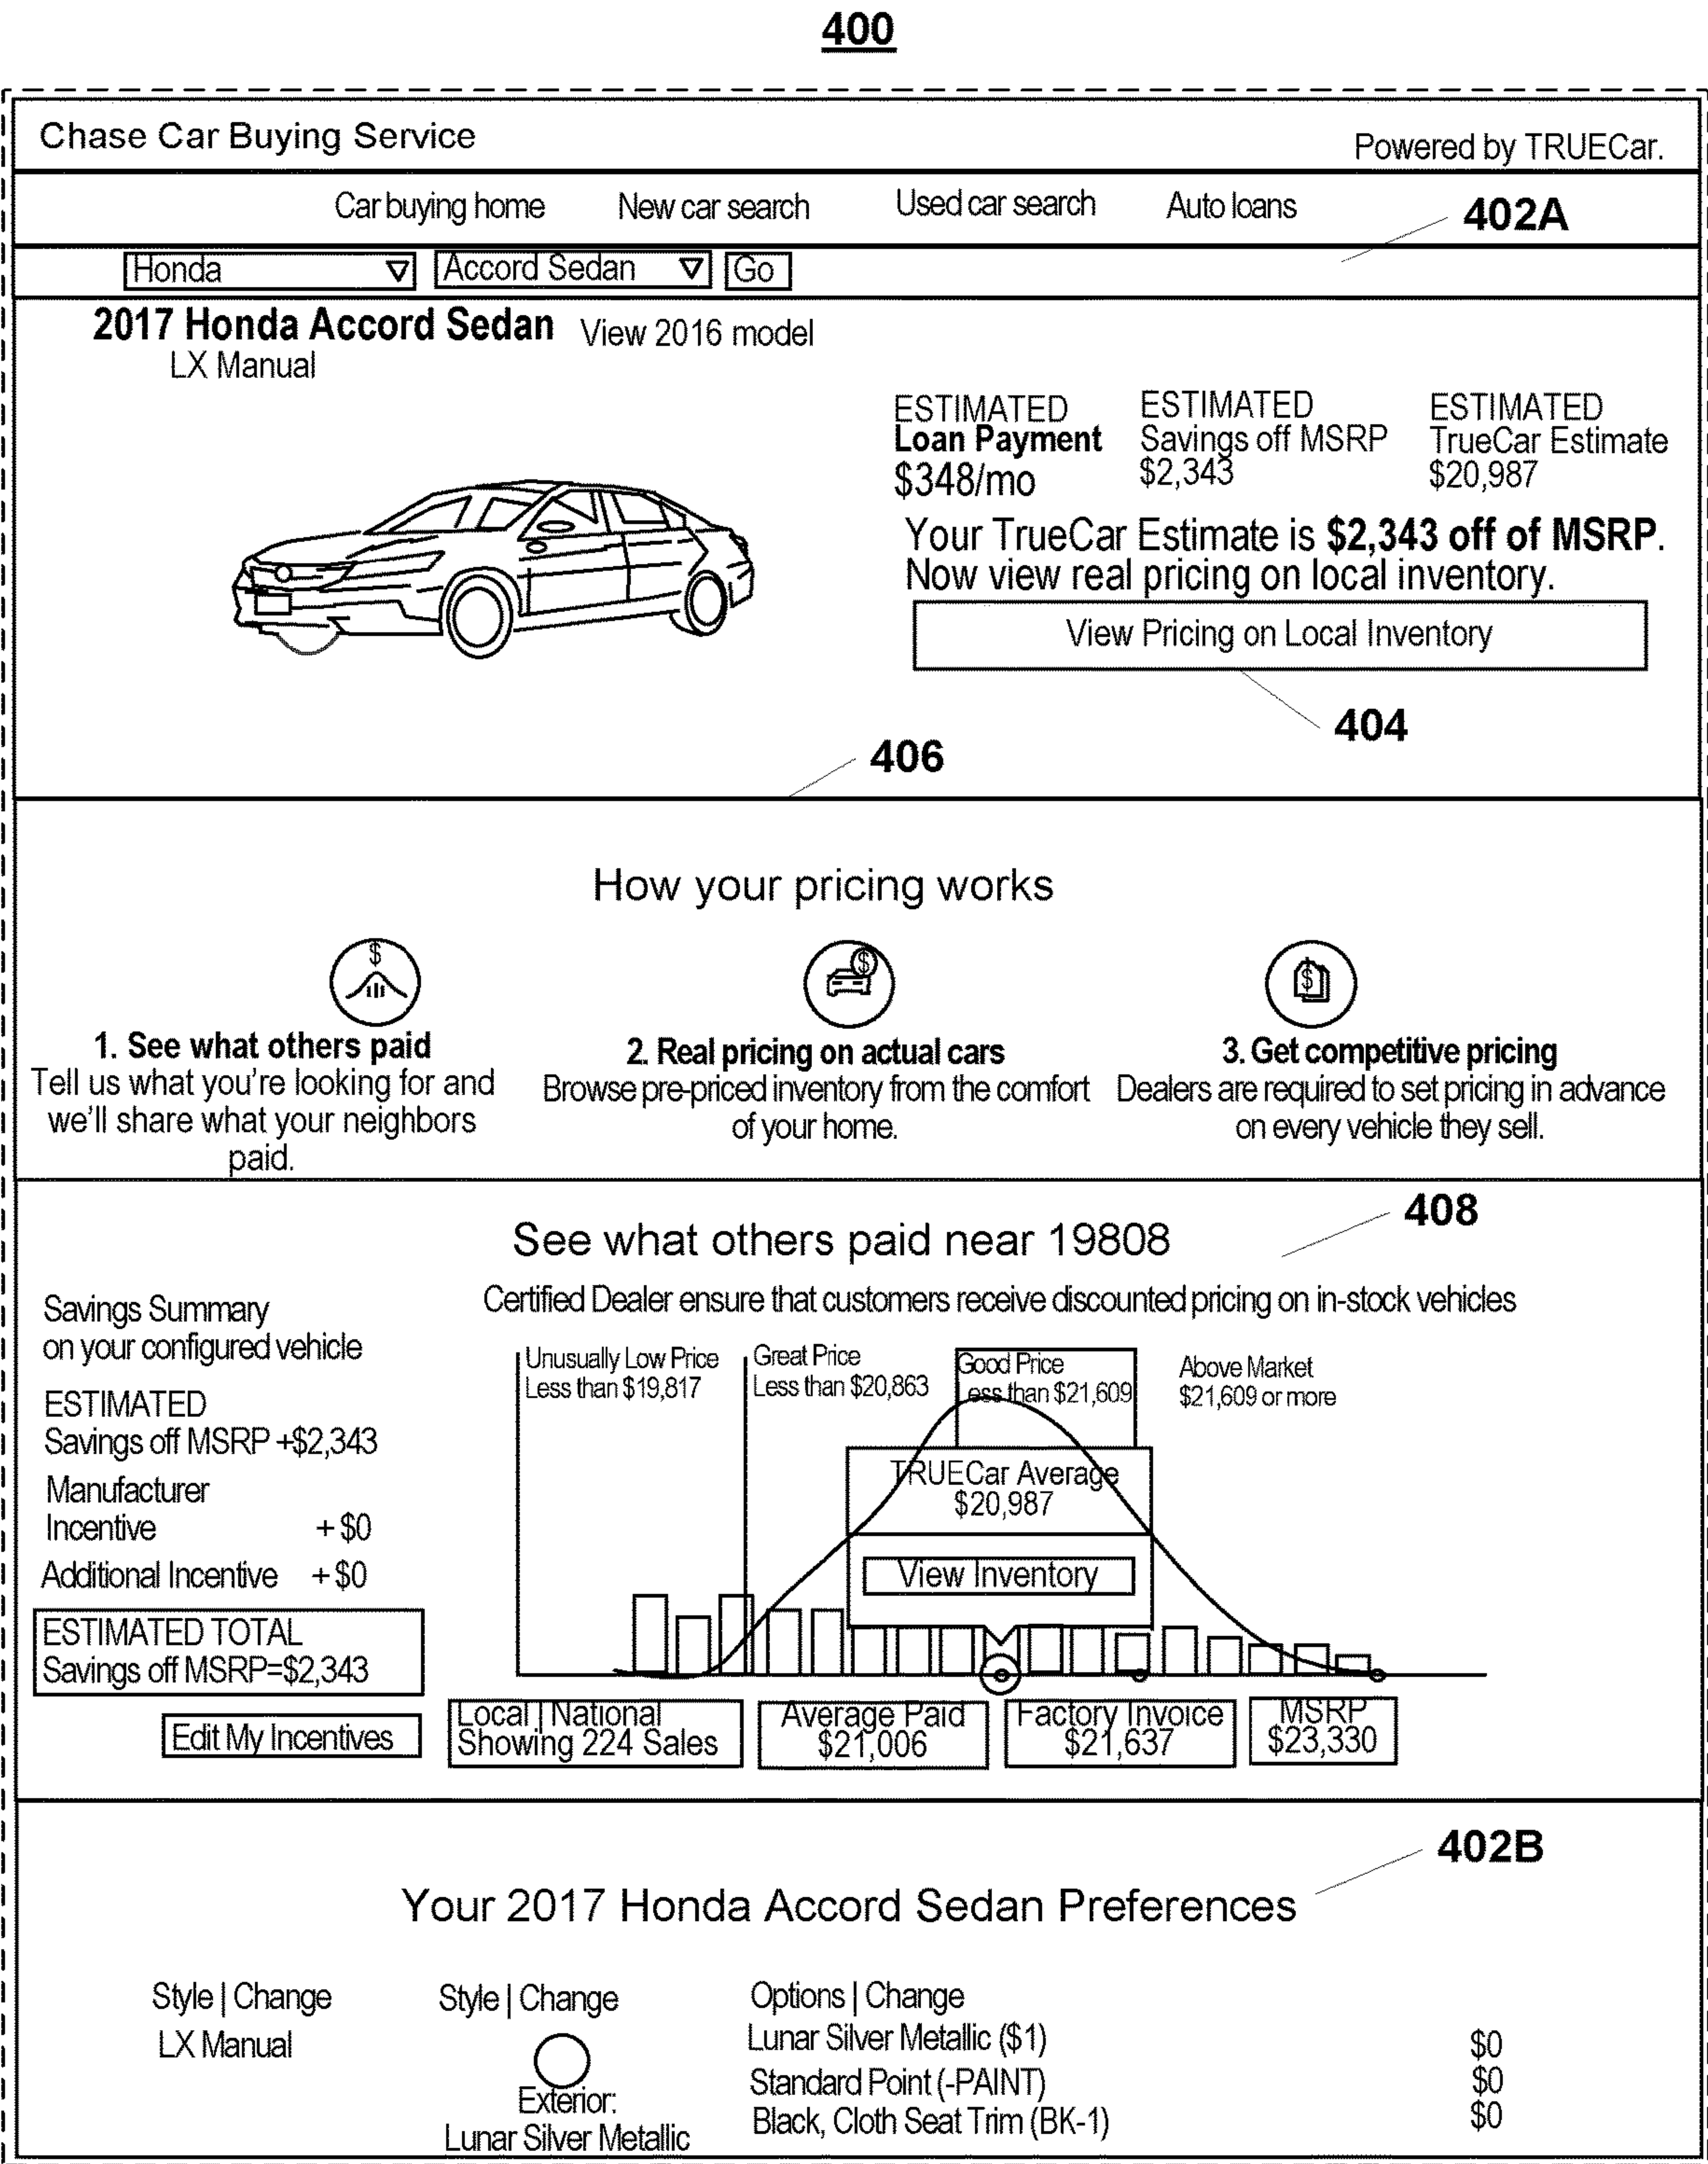 400
Chase Car Buying Service
Powered by TRUECar.
Car buying home New car search Used car search Auto loans
402A
Honda Accord Sedan Go
2017 Honda Accord Sedan View 2016 model
LX Manual
ESTIMATED
Loan Payment
$348/mo
ESTIMATED
Savings off MSRP
$2,343
ESTIMATED
TrueCar Estimate
$20,987
Your TrueCar Estimate is $2,343 off of MSRP.
Now view real pricing on local inventory.
View Pricing on Local Inventory
404
406
How your pricing works
$
$
$
1. See what others paid
Tell us what you're looking for and
we'll share what your neighbors
paid.
2. Real pricing on actual cars
Browse pre-priced inventory from the comfort
of your home.
3. Get competitive pricing
Dealers are required to set pricing in advance
on every vehicle they sell.
408
See what others paid near 19808
Certified Dealer ensure that customers receive discounted pricing on in-stock vehicles
Savings Summary
on your configured vehicle
ESTIMATED
Savings off MSRP +$2,343
Manufacturer
Incentive + $0
Additional Incentive + $0
ESTIMATED TOTAL
Savings off MSRP=$2,343
Edit My Incentives
Unusually Low Price
Less than $19,817
Great Price
Less than $20,863
Good Price
Less than $21,609
Above Market
$21,609 or more
TRUECar Average
$20,987
View Inventory
Local | National
Showing 224 Sales
Average Paid
$21,006
Factory Invoice
$21,637
MSRP
$23,330
402B
Your 2017 Honda Accord Sedan Preferences
Style | Change
LX Manual
Style | Change
Exterior:
Lunar Silver Metallic
Options | Change
Lunar Silver Metallic ($1) $0
Standard Point (-PAINT) $0
Black, Cloth Seat Trim (BK-1) $0